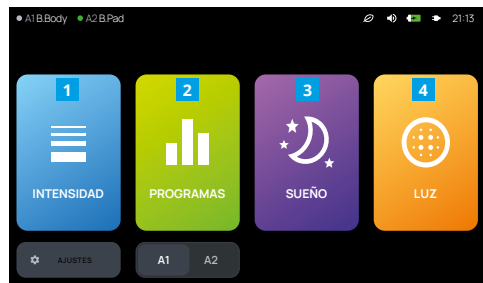 A1 B.Body A2 B.Pad 21:13
1 2 3 4
INTENSIDAD PROGRAMAS SUEÑO LUZ
AJUSTES A1 A2